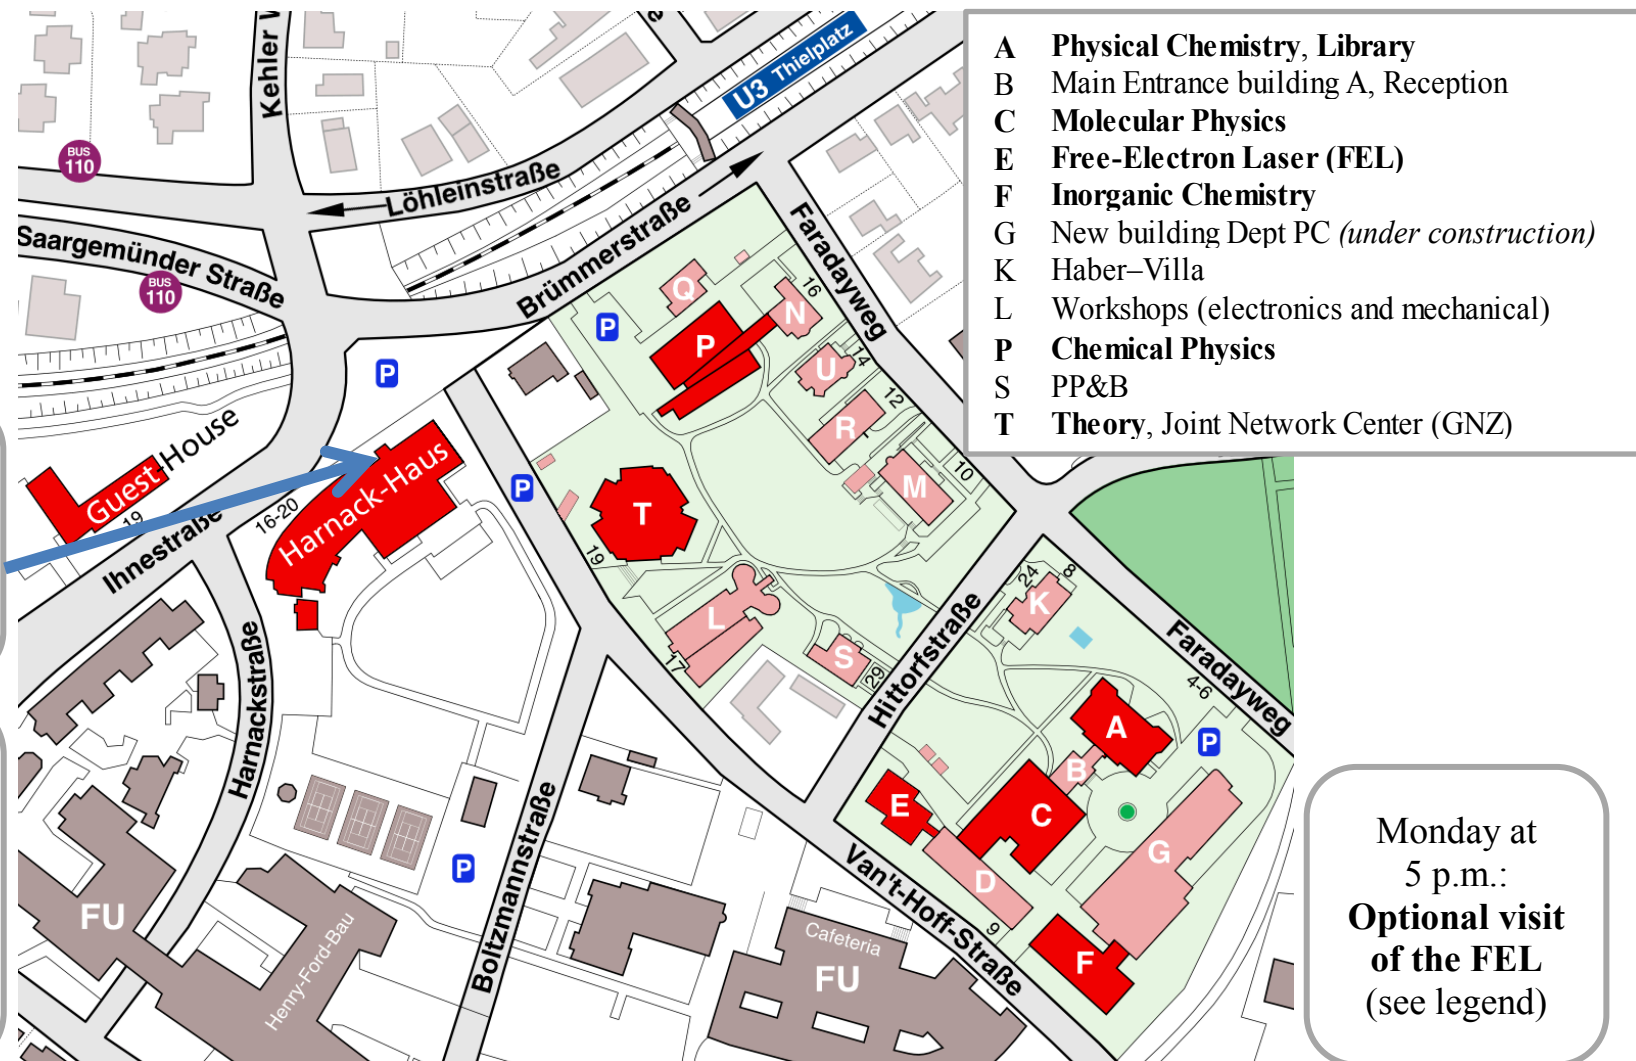 A Physical Chemistry, Library
B Main Entrance building A, Reception
C Molecular Physics
E Free-Electron Laser (FEL)
F Inorganic Chemistry
G New building Dept PC (under construction)
K Haber–Villa
L Workshops (electronics and mechanical)
P Chemical Physics
S PP&B
T Theory, Joint Network Center (GNZ)
Kehler
U3 Thielplatz
BUS
110
Löhleinstraße
Saargemünder Straße
BUS
110
Brümmerstraße
Faradayweg
Q
P
N
16
P
U
14
P
12
R
Guest-House
19
Harnack-Haus
16-20
P
T
19
M
10
Ihnestraße
L
17
S
29
K
24
8
Hittorfstraße
Faradayweg
4-6
Harnackstraße
A
P
B
C
E
D
9
G
F
P
Boltzmannstraße
Van't-Hoff-Straße
FU
Henry-Ford-Bau
Cafeteria
FU
Monday at
5 p.m.:
Optional visit
of the FEL
(see legend)